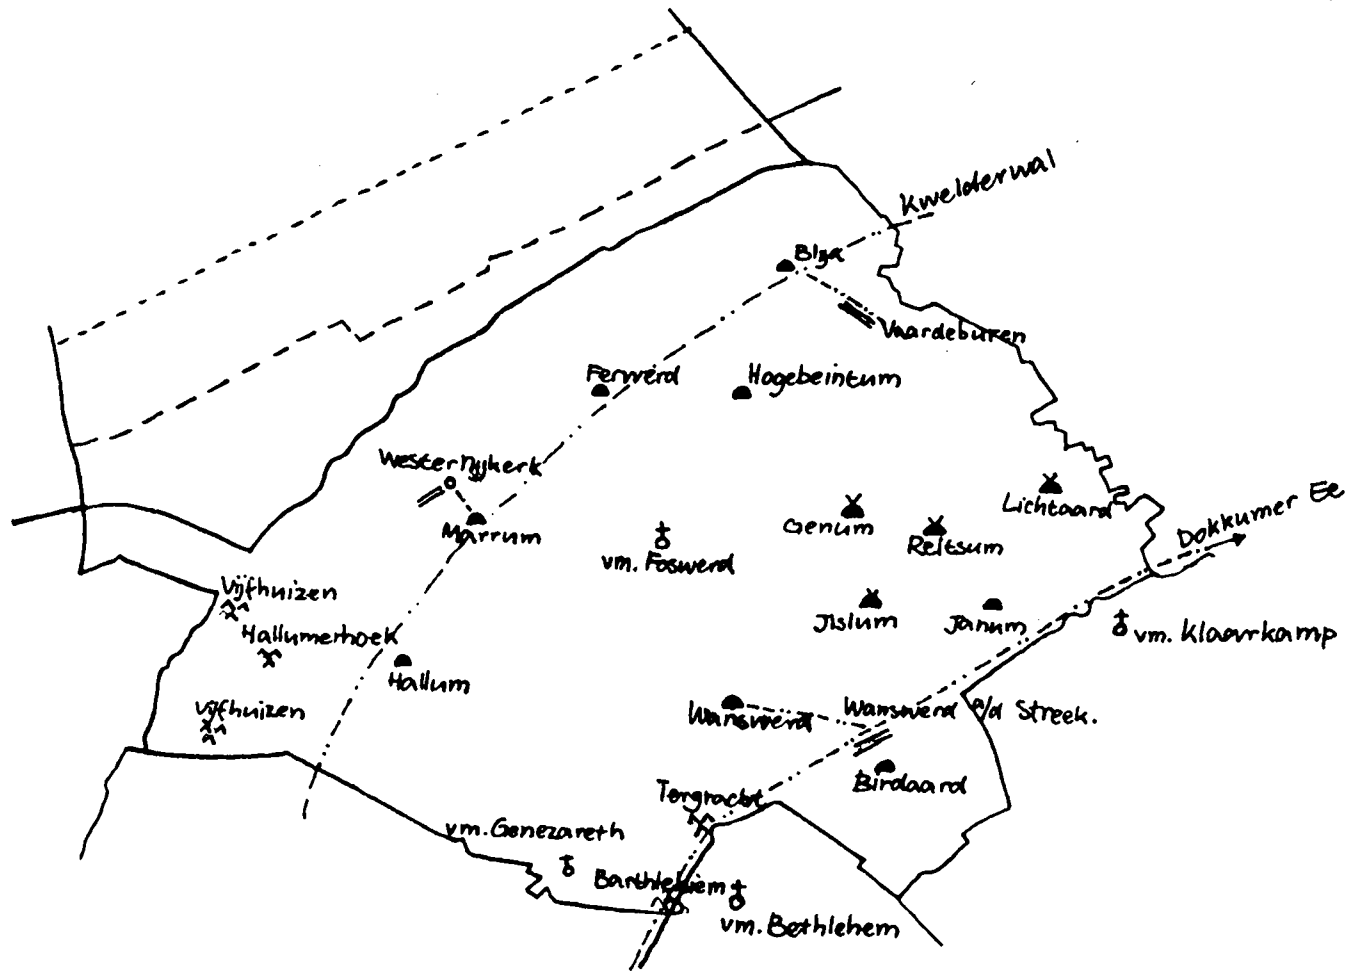 Kwelderwal
Blya
Vaardeburen
Ferwerd
Hogebeintum
Westernijkerk
Marrum
Genum
Reitsum
Lichtaard
Dokkumer Ee
vm. Foswerd
Vijfhuizen
Hallumerhoek
Hallum
Jislum
Janum
vm. Klaarkamp
Vijfhuizen
Wanswerd
Wanswerd a/d Streek.
Birdaard
Tergracht
vm. Genezareth
Barthlehiem
vm. Bethlehem